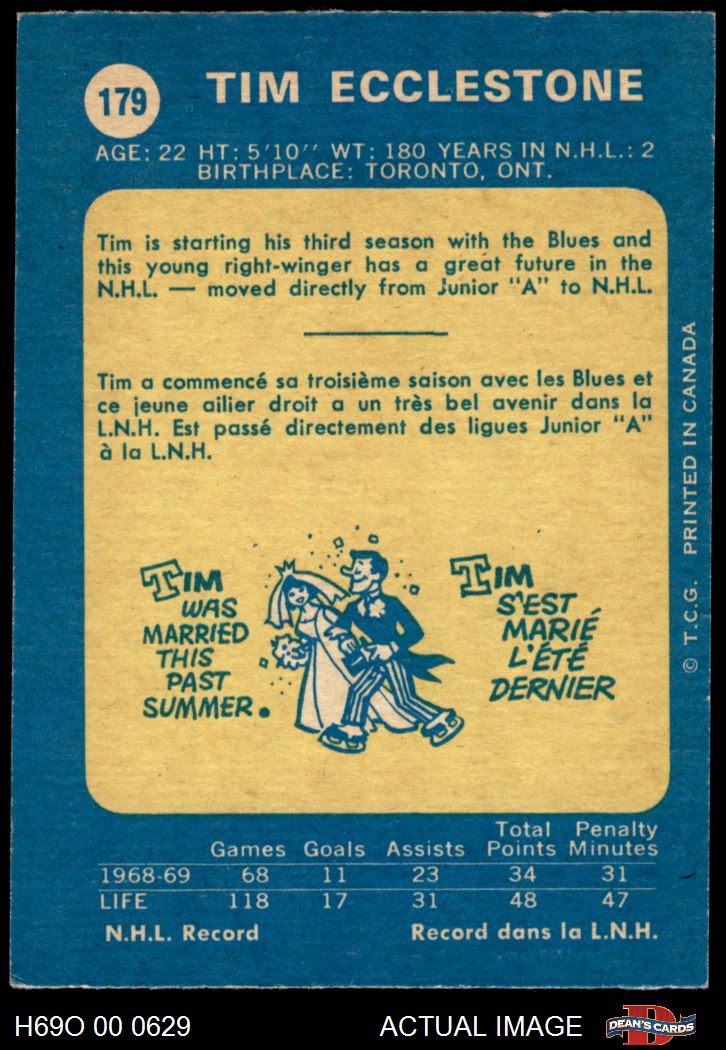 179
TIM ECCLESTONE
AGE: 22 HT: 5'10'' WT: 180 YEARS IN N.H.L.: 2
BIRTHPLACE: TORONTO, ONT.
Tim is starting his third season with the Blues and
this young right-winger has a great future in the
N.H.L. — moved directly from Junior "A" to N.H.L.
Tim a commencé sa troisième saison avec les Blues et
ce jeune ailier droit a un très bel avenir dans la
L.N.H. Est passé directement des ligues Junior "A"
à la L.N.H.
TIM
WAS
MARRIED
THIS
PAST
SUMMER.
TIM
S'EST
MARIÉ
L'ÉTÉ
DERNIER
© T.C.G. PRINTED IN CANADA
Total Penalty
Games Goals Assists Points Minutes
1968-69 68 11 23 34 31
LIFE 118 17 31 48 47
N.H.L. Record Record dans la L.N.H.
H69O 00 0629 ACTUAL IMAGE
D
DEAN'S CARDS